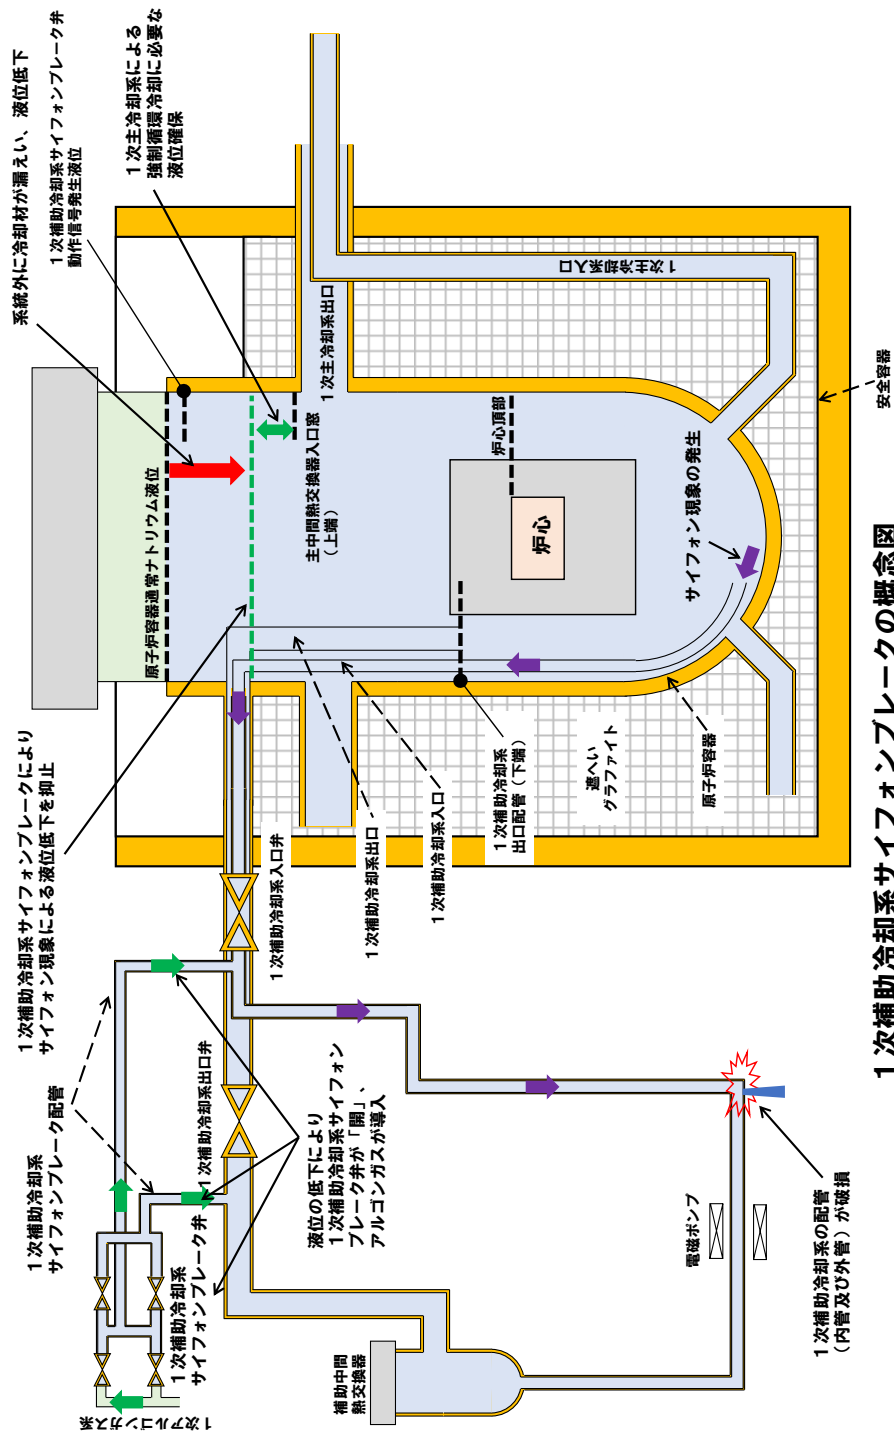 系統外に冷却材が漏えい、液位低下
１次補助冷却系サイフォンブレーク弁
動作信号発生液位
１次主冷却系による
強制循環冷却に必要な
液位確保
１次主冷却系入口
１次主冷却系出口
安全容器
原子炉容器通常ナトリウム液位
主中間熱交換器入口窓
（上端）
炉心頂部
炉心
サイフォン現象の発生
１次補助冷却系サイフォンブレークにより
サイフォン現象による液位低下を抑止
１次補助冷却系入口弁
１次補助冷却系出口
１次補助冷却系入口
１次補助冷却系
出口配管（下端）
遮へい
グラファイト
原子炉容器
１次補助冷却系
サイフォンブレーク配管
１次補助冷却系出口弁
１次補助冷却系
サイフォンブレーク弁
液位の低下により
１次補助冷却系サイフォン
ブレーク弁が「開」、
アルゴンガスが導入
１次アルゴンガス系
補助中間
熱交換器
電磁ポンプ
１次補助冷却系の配管
（内管及び外管）が破損
１次補助冷却系サイフォンブレークの概念図